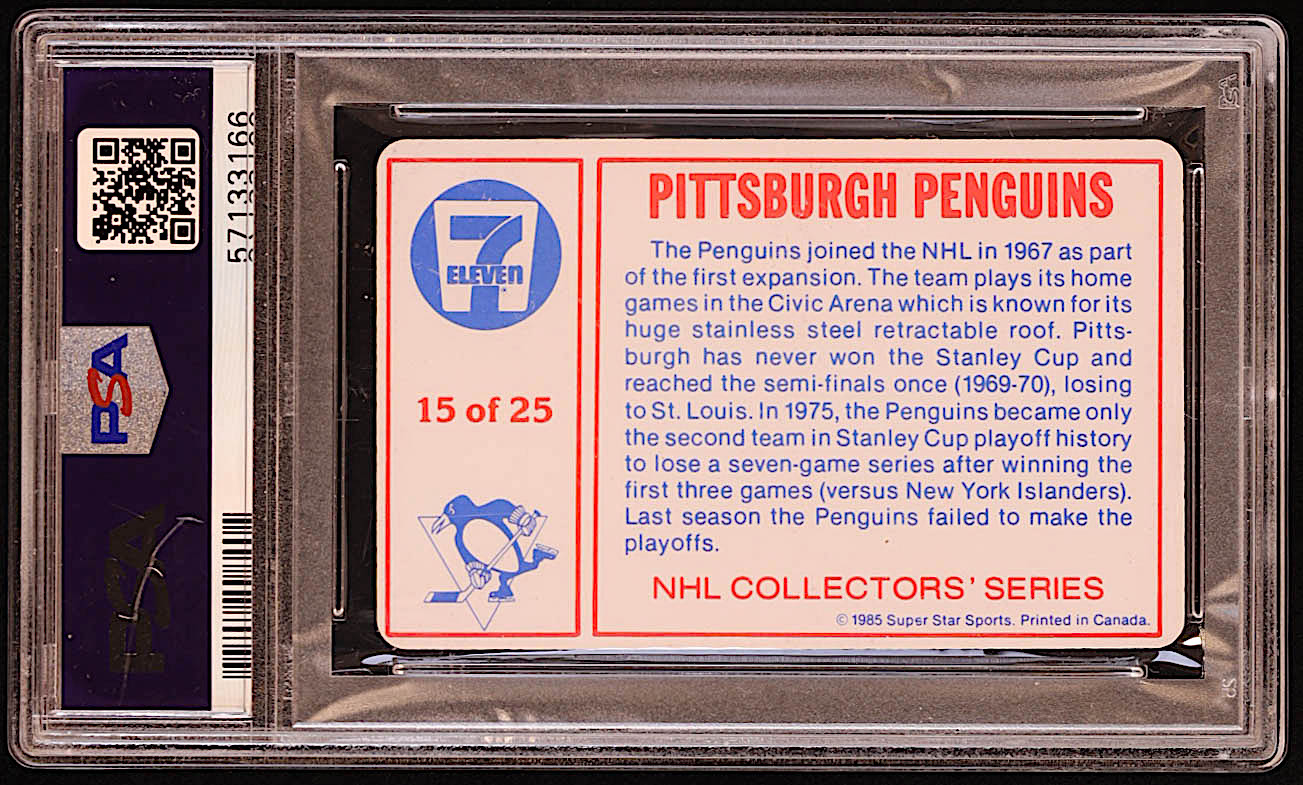 57133166
PSA
PSA
7
ELEVEN
15 of 25
PITTSBURGH PENGUINS
The Penguins joined the NHL in 1967 as part
of the first expansion. The team plays its home
games in the Civic Arena which is known for its
huge stainless steel retractable roof. Pitts-
burgh has never won the Stanley Cup and
reached the semi-finals once (1969-70), losing
to St. Louis. In 1975, the Penguins became only
the second team in Stanley Cup playoff history
to lose a seven-game series after winning the
first three games (versus New York Islanders).
Last season the Penguins failed to make the
playoffs.
NHL COLLECTORS' SERIES
© 1985 Super Star Sports. Printed in Canada.
PSA